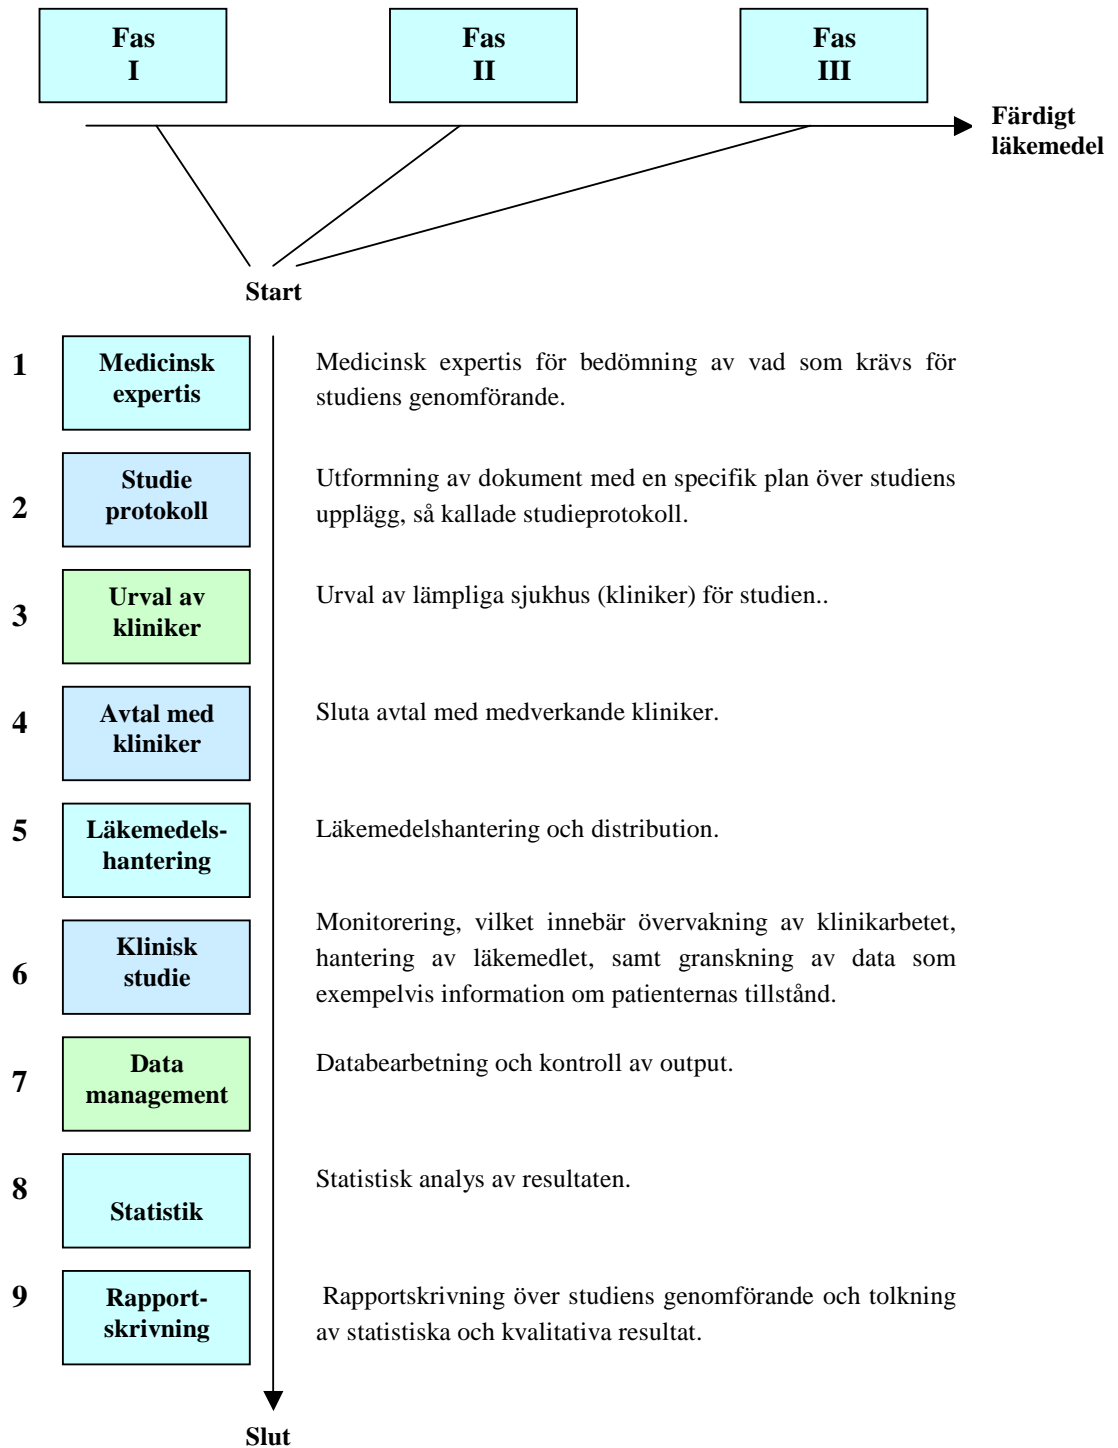 Fas
I
Fas
II
Fas
III
Färdigt
läkemedel
Start
1
Medicinsk
expertis
Medicinsk expertis för bedömning av vad som krävs för
studiens genomförande.
2
Studie
protokoll
Utformning av dokument med en specifik plan över studiens
upplägg, så kallade studieprotokoll.
3
Urval av
kliniker
Urval av lämpliga sjukhus (kliniker) för studien..
4
Avtal med
kliniker
Sluta avtal med medverkande kliniker.
5
Läkemedels-
hantering
Läkemedelshantering och distribution.
6
Klinisk
studie
Monitorering, vilket innebär övervakning av klinikarbetet,
hantering av läkemedlet, samt granskning av data som
exempelvis information om patienternas tillstånd.
7
Data
management
Databearbetning och kontroll av output.
8
Statistik
Statistisk analys av resultaten.
9
Rapport-
skrivning
Rapportskrivning över studiens genomförande och tolkning
av statistiska och kvalitativa resultat.
Slut